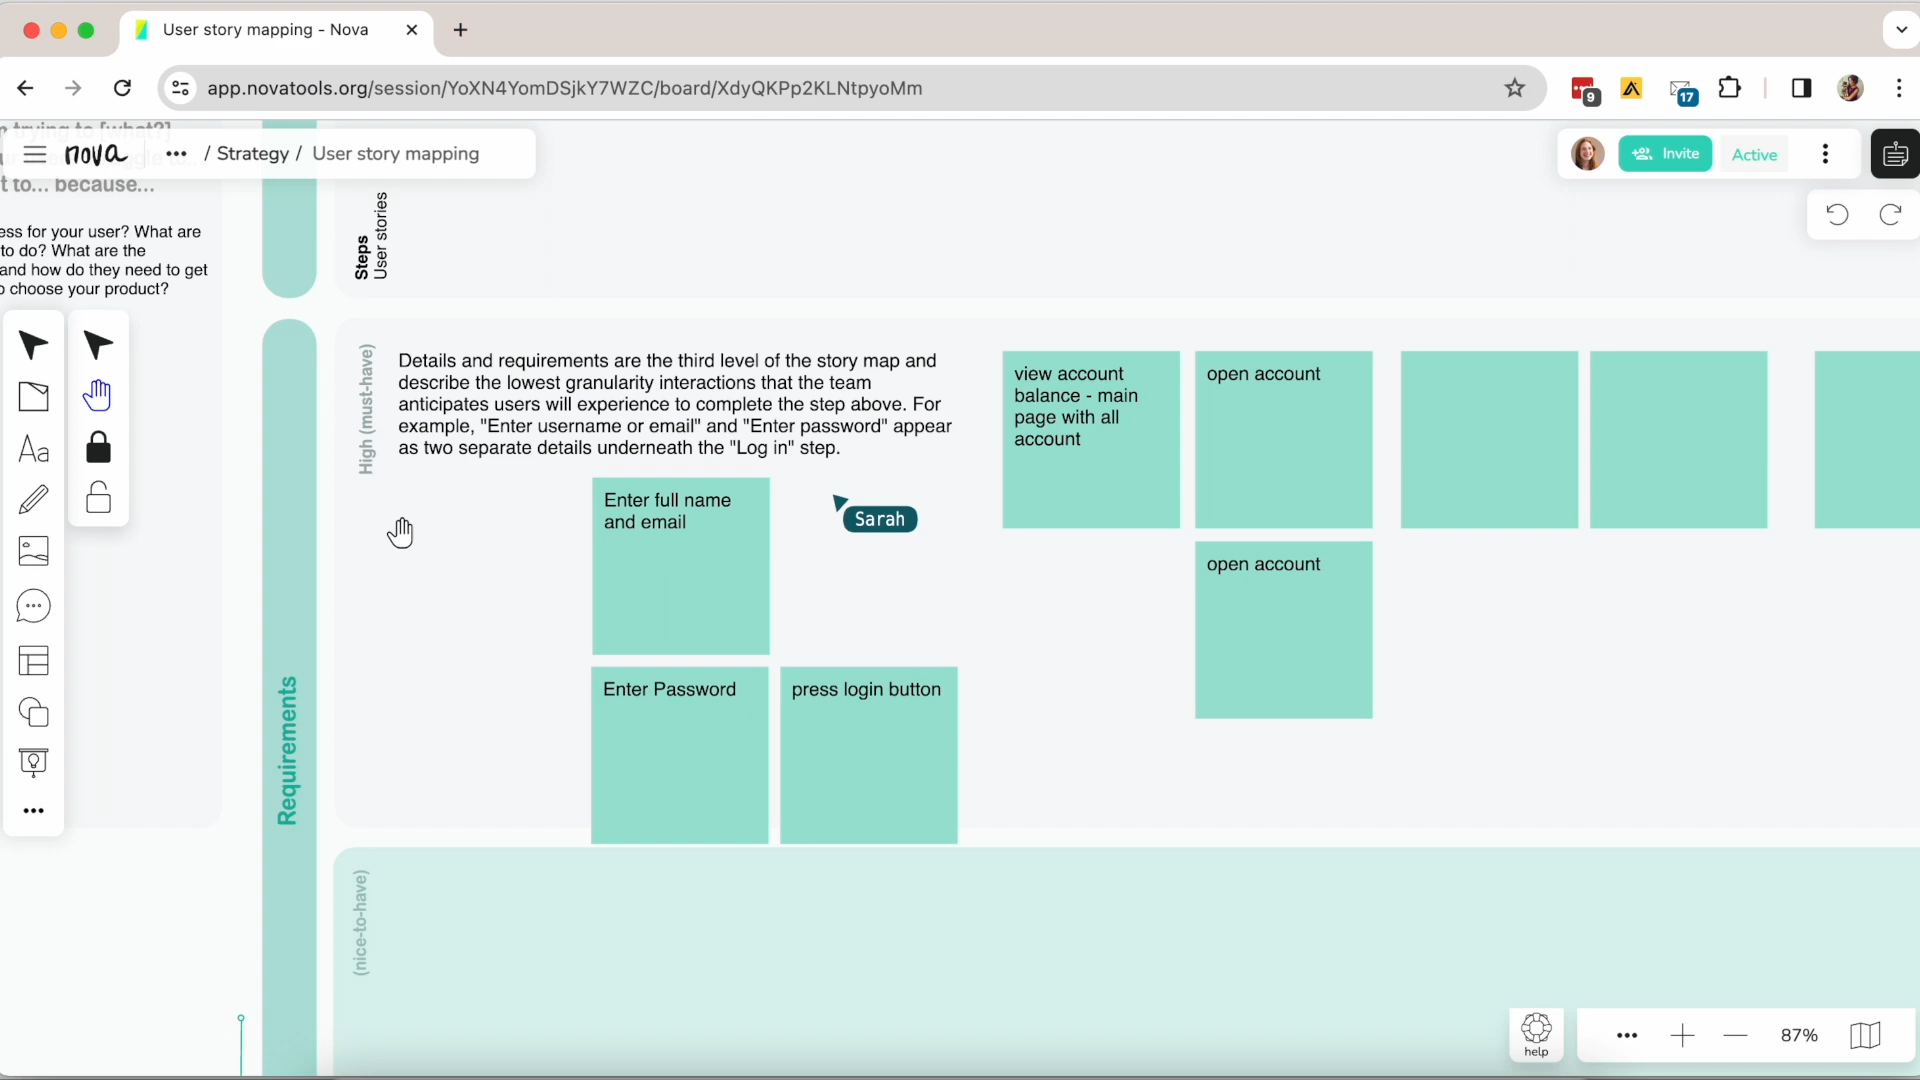 User story mapping - Nova
app.novatools.org/session/YoXN4YomDSjkY7WZC/board/XdyQKPp2KLNtpyoMm
9
17
trying to [what?]
nova
/ Strategy / User story mapping
Invite
Active
t to... because...
ess for your user? What are
to do? What are the
and how do they need to get
o choose your product?
Steps
User stories
Aa
Requirements
High (must-have)
Details and requirements are the third level of the story map and
describe the lowest granularity interactions that the team
anticipates users will experience to complete the step above. For
example, "Enter username or email" and "Enter password" appear
as two separate details underneath the "Log in" step.
Enter full name
and email
Sarah
Enter Password
press login button
view account
balance - main
page with all
account
open account
open account
(nice-to-have)
help
87%